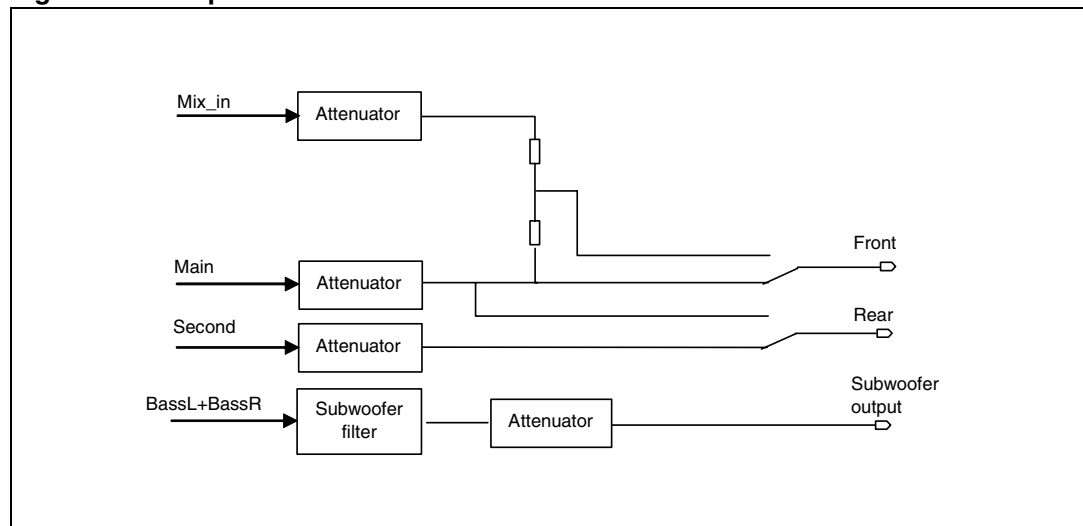 Mix_in
Attenuator
Front
Main
Attenuator
Rear
Second
Attenuator
Subwoofer
output
BassL+BassR
Subwoofer
filter
Attenuator